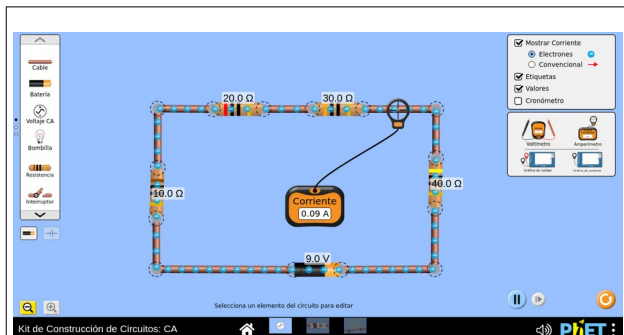 Cable
Batería
Voltaje CA
Bombilla
Resistencia
Interruptor
20.0 Ω
30.0 Ω
10.0 Ω
40.0 Ω
Corriente
0.09 A
9.0 V
Selecciona un elemento del circuito para editar
Mostrar Corriente
Electrones
Convencional
Etiquetas
Valores
Cronómetro
Voltímetro
Amperímetro
Gráfica de voltaje
Gráfica de corriente
Kit de Construcción de Circuitos: CA
PhET